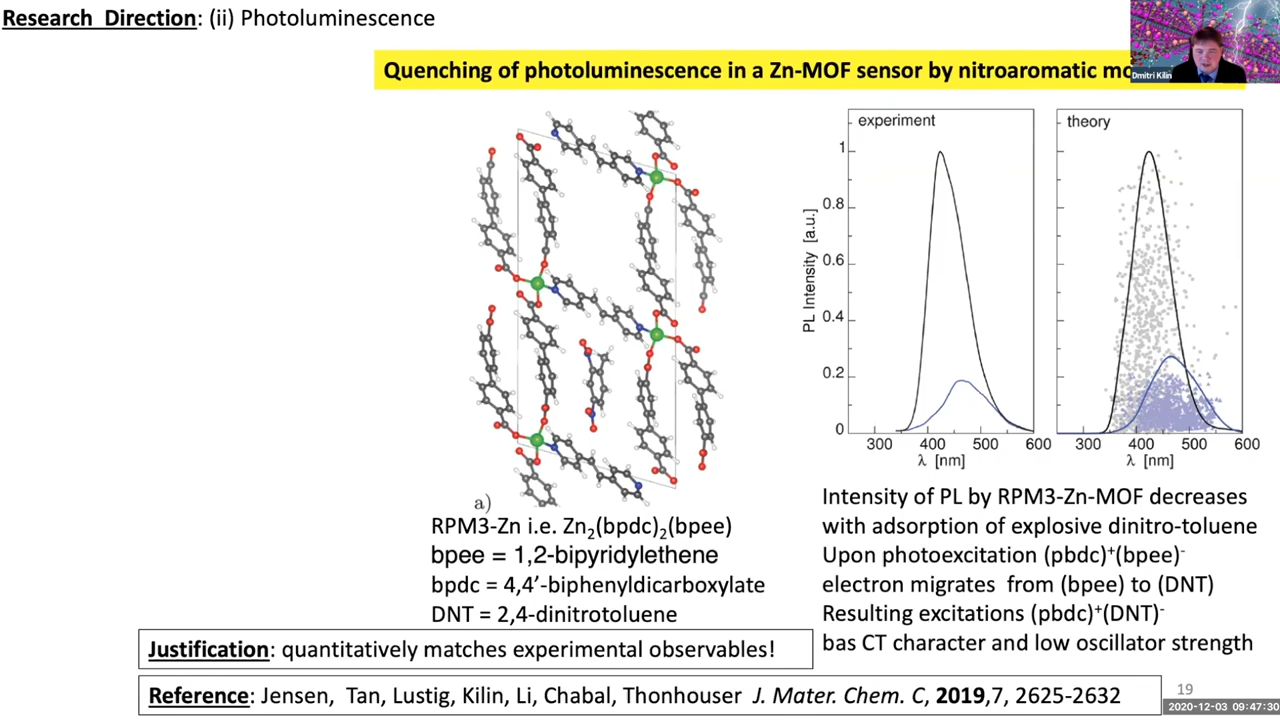 Research Direction: (ii) Photoluminescence
Quenching of photoluminescence in a Zn-MOF sensor by nitroaromatic
Dmitri Kilin
experiment
theory
PL Intensity [a.u.]
1
0.8
0.6
0.4
0.2
0
300 400 500 600
λ [nm]
300 400 500 600
λ [nm]
a)
RPM3-Zn i.e. Zn₂(bpdc)₂(bpee)
bpee = 1,2-bipyridylethene
bpdc = 4,4′-biphenyldicarboxylate
DNT = 2,4-dinitrotoluene
Intensity of PL by RPM3-Zn-MOF decreases
with adsorption of explosive dinitro-toluene
Upon photoexcitation (pbdc)⁺(bpee)⁻
electron migrates from (bpee) to (DNT)
Resulting excitations (pbdc)⁺(DNT)⁻
bas CT character and low oscillator strength
Justification: quantitatively matches experimental observables!
Reference: Jensen, Tan, Lustig, Kilin, Li, Chabal, Thonhouser J. Mater. Chem. C, 2019,7, 2625-2632
19
2020-12-03 09:47:30